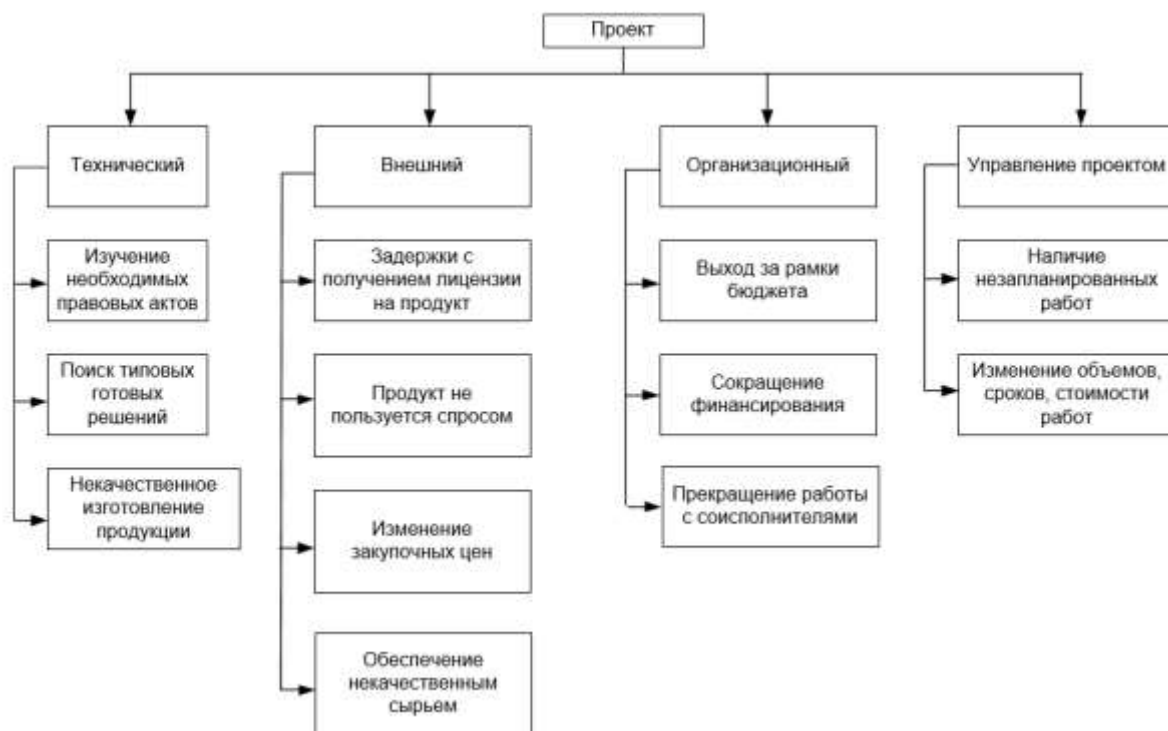 Проект
Технический
Внешний
Организационный
Управление проектом
Изучение
необходимых
правовых актов
Задержки с
получением лицензии
на продукт
Выход за рамки
бюджета
Наличие
незапланированных
работ
Поиск типовых
готовых
решений
Продукт не
пользуется спросом
Сокращение
финансирования
Изменение объемов,
сроков, стоимости
работ
Некачественное
изготовление
продукции
Изменение
закупочных цен
Прекращение работы
с соисполнителями
Обеспечение
некачественным
сырьем